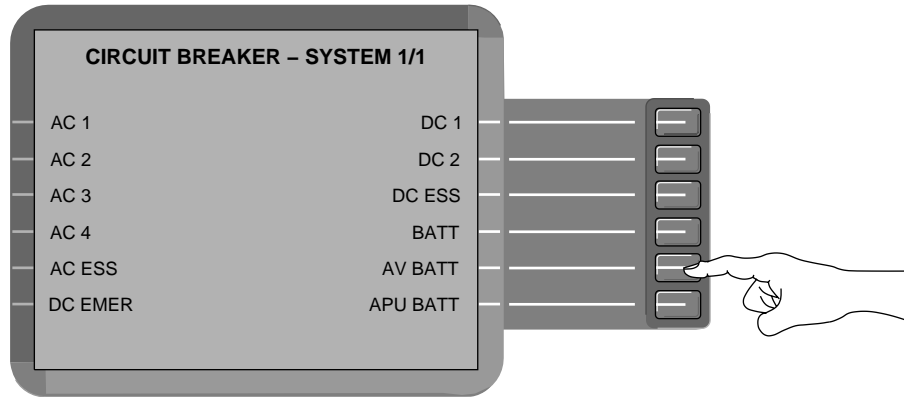 CIRCUIT BREAKER – SYSTEM 1/1
AC 1 DC 1
AC 2 DC 2
AC 3 DC ESS
AC 4 BATT
AC ESS AV BATT
DC EMER APU BATT